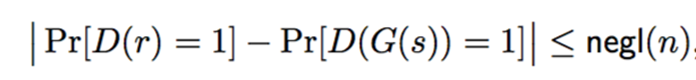 |Pr[D(r) = 1] − Pr[D(G(s)) = 1]| ≤ negl(n),